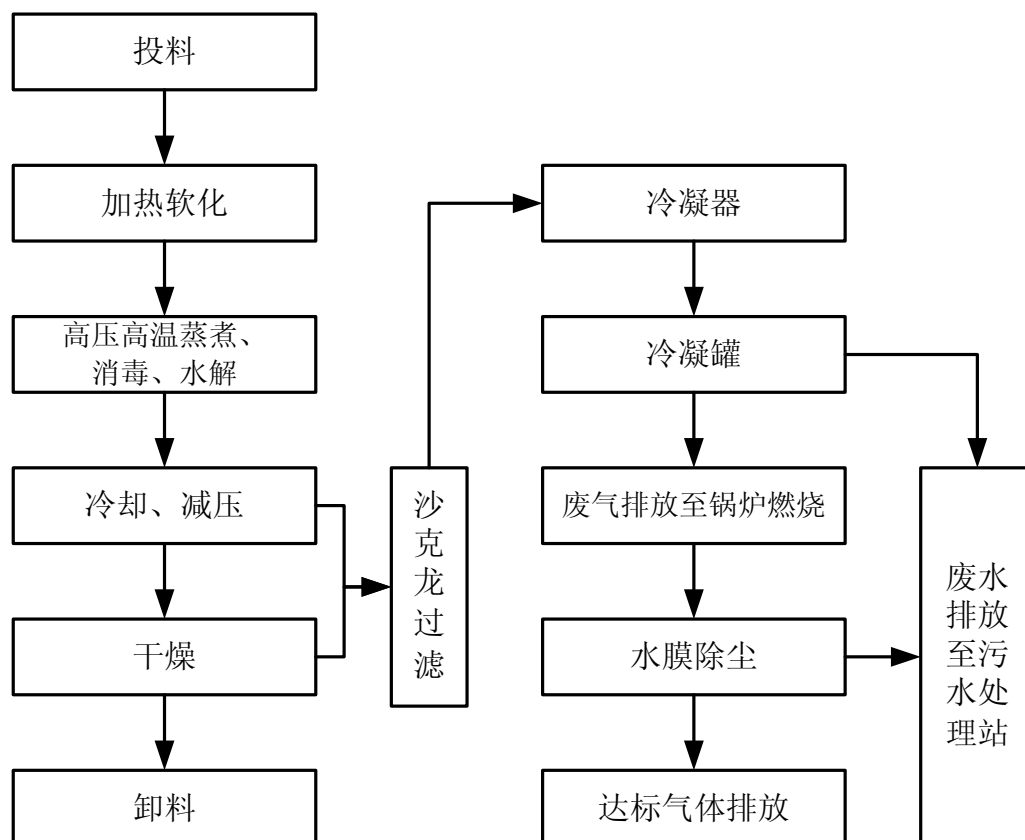 投料
加热软化
高压高温蒸煮、
消毒、水解
冷却、减压
干燥
卸料
沙
克
龙
过
滤
冷凝器
冷凝罐
废气排放至锅炉燃烧
水膜除尘
达标气体排放
废水
排放
至污
水处
理站